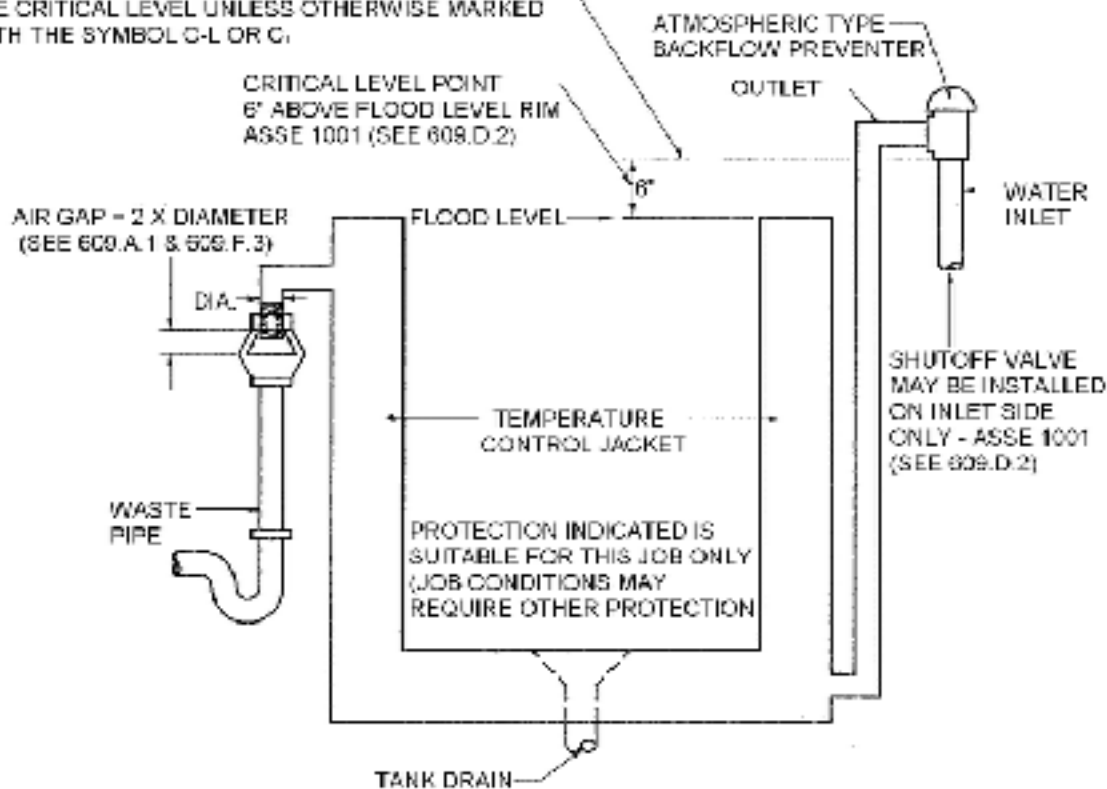 E CRITICAL LEVEL UNLESS OTHERWISE MARKED
TH THE SYMBOL C-L OR C
ATMOSPHERIC TYPE
BACKFLOW PREVENTER
OUTLET
CRITICAL LEVEL POINT
6" ABOVE FLOOD LEVEL RIM
ASSE 1001 (SEE 609.D.2)
6"
WATER
INLET
AIR GAP = 2 X DIAMETER
(SEE 609.A.1 & 609.F.3)
FLOOD LEVEL
DIA.
SHUTOFF VALVE
MAY BE INSTALLED
ON INLET SIDE
ONLY - ASSE 1001
(SEE 609.D.2)
TEMPERATURE
CONTROL JACKET
WASTE
PIPE
PROTECTION INDICATED IS
SUITABLE FOR THIS JOB ONLY
(JOB CONDITIONS MAY
REQUIRE OTHER PROTECTION
TANK DRAIN